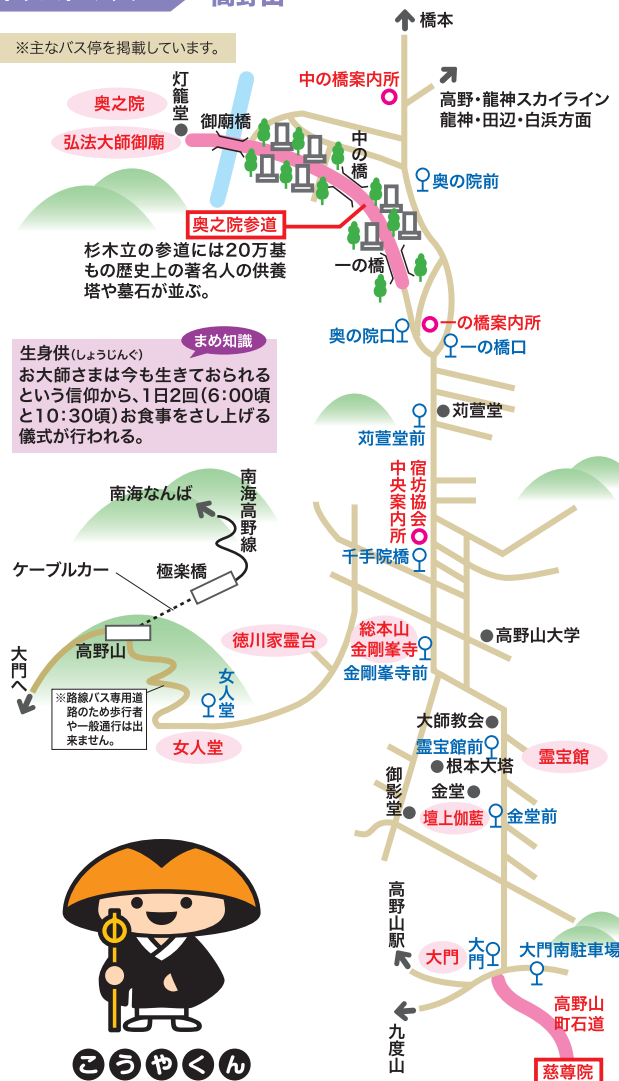 高野山
※主なバス停を掲載しています。
橋本
灯籠堂
中の橋案内所
高野・龍神スカイライン
龍神・田辺・白浜方面
奥之院
御廟橋
弘法大師御廟
中の橋
奥の院前
奥之院参道
杉木立の参道には20万基
もの歴史上の著名人の供養
塔や墓石が並ぶ。
一の橋
奥の院口
一の橋案内所
一の橋口
まめ知識
生身供(しょうじんぐ)
お大師さまは今も生きておられる
という信仰から、1日2回(6:00頃
と10:30頃)お食事をさし上げる
儀式が行われる。
苅萱堂
苅萱堂前
宿坊協会
中央案内所
南海なんば
南海高野線
千手院橋
ケーブルカー
極楽橋
高野山
大門へ
徳川家霊台
総本山
金剛峯寺
金剛峯寺前
高野山大学
女人堂
※路線バス専用道
路のため歩行者
や一般通行は出
来ません。
女人堂
大師教会
霊宝館前
霊宝館
根本大塔
御影堂
金堂
壇上伽藍
金堂前
高野山駅
大門
大門
大門南駐車場
九度山
高野山
町石道
慈尊院
こうやくん